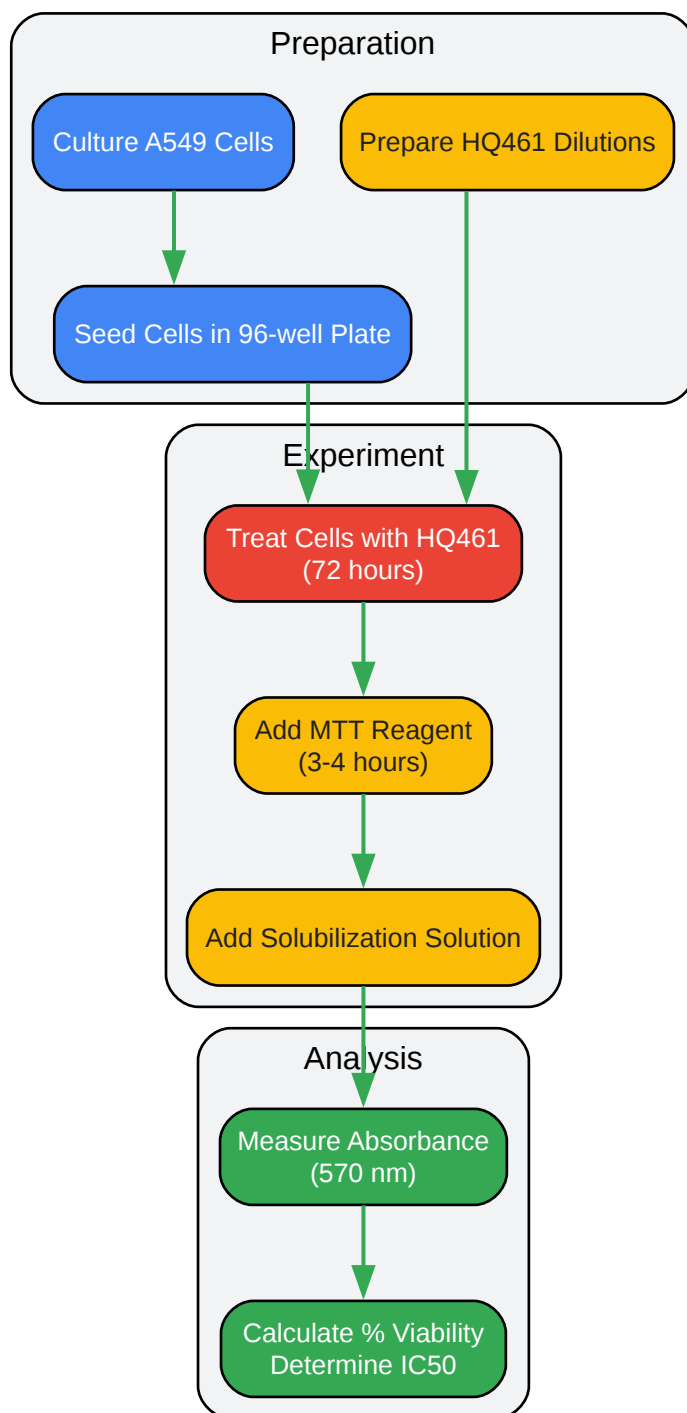 Preparation
Culture A549 Cells
Prepare HQ461 Dilutions
Seed Cells in 96-well Plate
Experiment
Treat Cells with HQ461
(72 hours)
Add MTT Reagent
(3-4 hours)
Add Solubilization Solution
Analysis
Measure Absorbance
(570 nm)
Calculate % Viability
Determine IC50